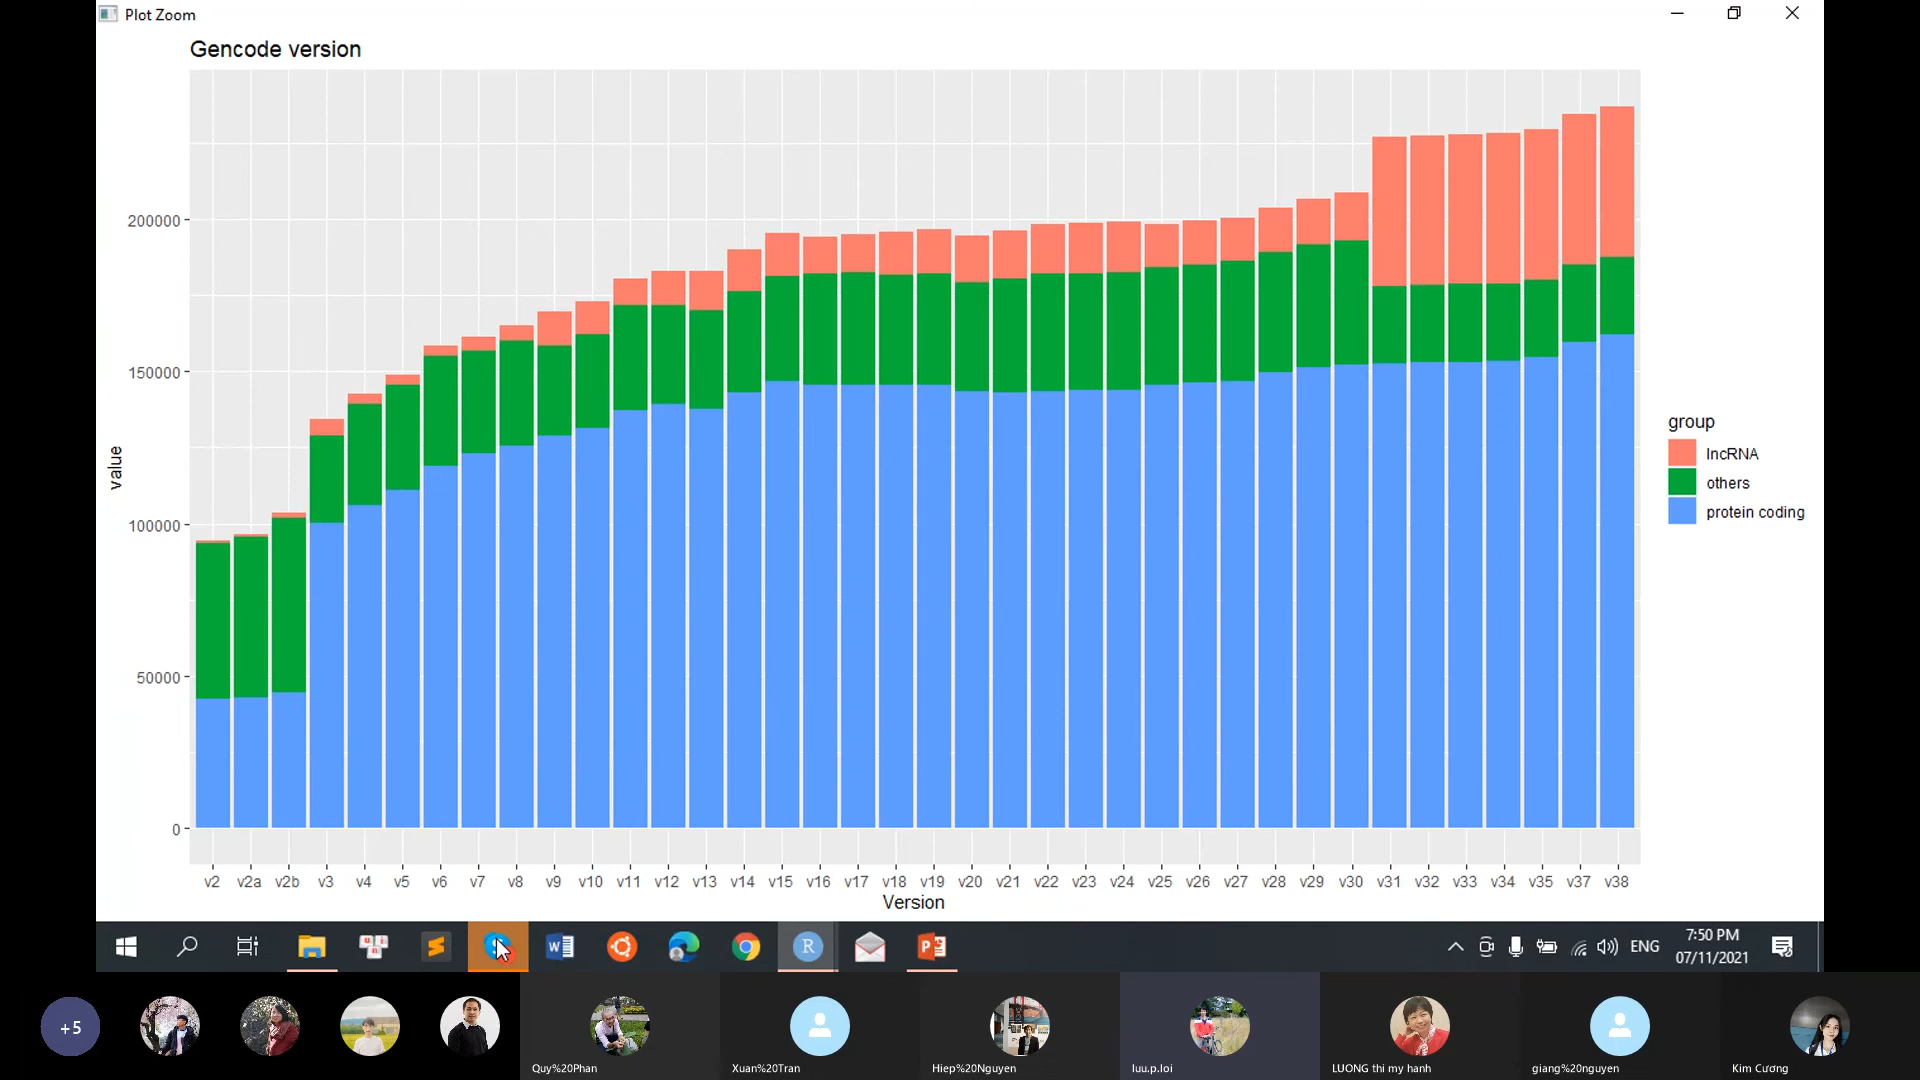 Plot Zoom
Gencode version
200000
150000
100000
50000
0
value
v2 v2a v2b v3 v4 v5 v6 v7 v8 v9 v10 v11 v12 v13 v14 v15 v16 v17 v18 v19 v20 v21 v22 v23 v24 v25 v26 v27 v28 v29 v30 v31 v32 v33 v34 v35 v37 v38
Version
group
lncRNA
others
protein coding
ENG
7:50 PM
07/11/2021
+5
Quy%20Phan
Xuan%20Tran
Hiep%20Nguyen
luu.p.loi
LUONG thi my hanh
giang%20nguyen
Kim Cương